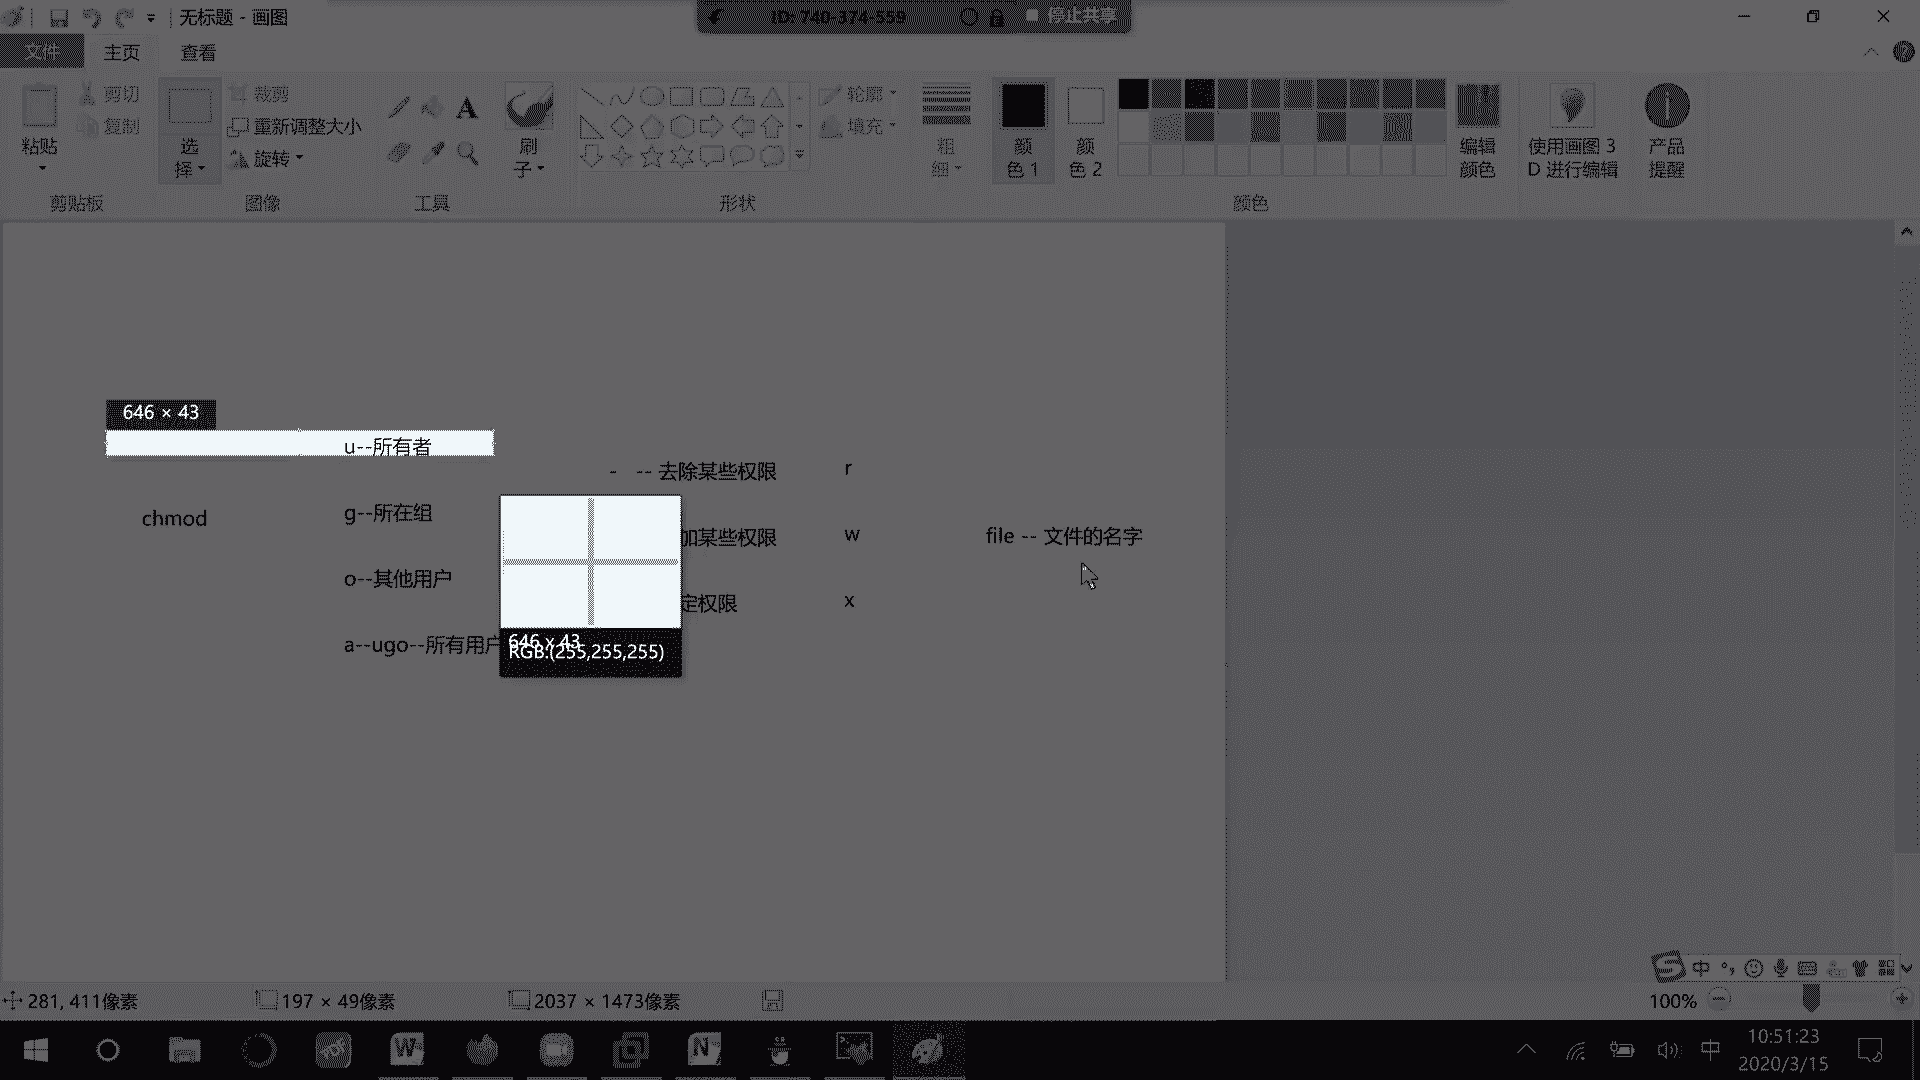 无标题 - 画图
ID: 740-374-559
停止共享
文件
主页
查看
粘贴
剪切
复制
剪贴板
选择
裁剪
重新调整大小
旋转
图像
A
工具
刷子
形状
轮廓
填充
粗细
颜色 1
颜色 2
颜色
编辑颜色
使用画图 3D 进行编辑
产品提醒
646 × 43
u--所有者
- -- 去除某些权限
r
chmod
g--所在组
加某些权限
w
file -- 文件的名字
o--其他用户
定权限
x
a--ugo--所有用户
646 x 43
RGB:(255,255,255)
中
281, 411像素
197 × 49像素
2037 × 1473像素
100%
中
10:51:23
2020/3/15